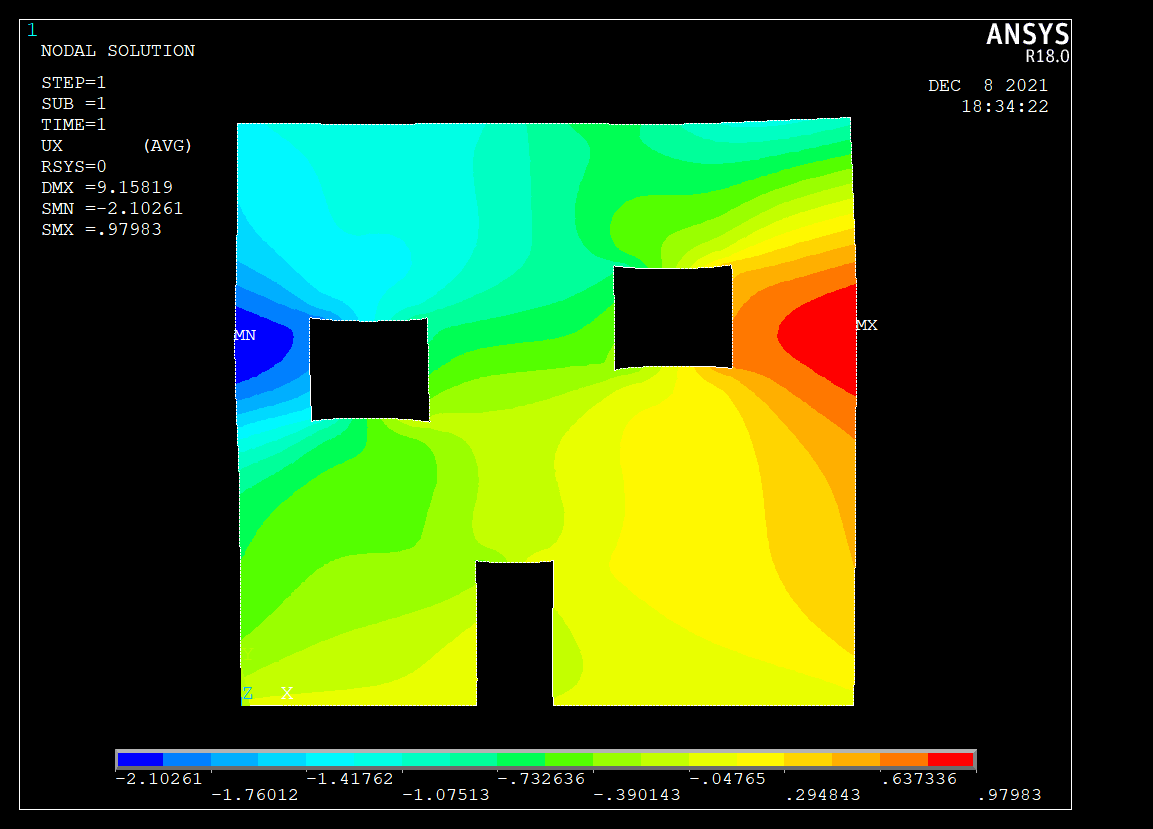 1
ANSYS
R18.0
NODAL SOLUTION
STEP=1
SUB =1
TIME=1
UX (AVG)
RSYS=0
DMX =9.15819
SMN =-2.10261
SMX =.97983
DEC 8 2021
18:34:22
MN
MX
Z X
-2.10261 -1.41762 -.732636 -.04765 .637336
-1.76012 -1.07513 -.390143 .294843 .97983